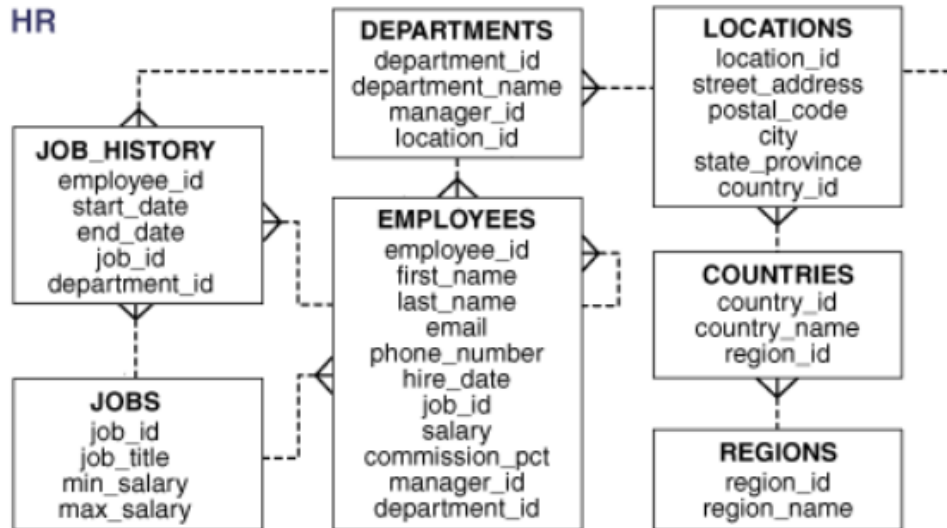 HR
DEPARTMENTS
department_id
department_name
manager_id
location_id
LOCATIONS
location_id
street_address
postal_code
city
state_province
country_id
JOB_HISTORY
employee_id
start_date
end_date
job_id
department_id
EMPLOYEES
employee_id
first_name
last_name
email
phone_number
hire_date
job_id
salary
commission_pct
manager_id
department_id
COUNTRIES
country_id
country_name
region_id
JOBS
job_id
job_title
min_salary
max_salary
REGIONS
region_id
region_name